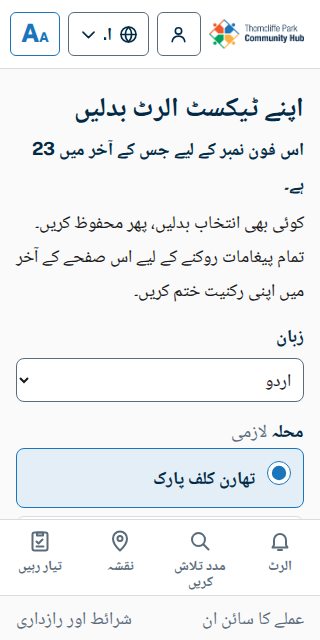 Thorncliffe Park
Community Hub
ا.
AA
اپنے ٹیکسٹ الرٹ بدلیں
اس فون نمبر کے لیے جس کے آخر میں 23
ہے۔
کوئی بھی انتخاب بدلیں، پھر محفوظ کریں۔
تمام پیغامات روکنے کے لیے اس صفحے کے آخر
میں اپنی رکنیت ختم کریں۔
زبان
اردو
محلہ لازمی
تھارن کلف پارک
الرٹ
مدد تلاش
کریں
نقشہ
تیار رہیں
عملے کا سائن ان
شرائط اور رازداری